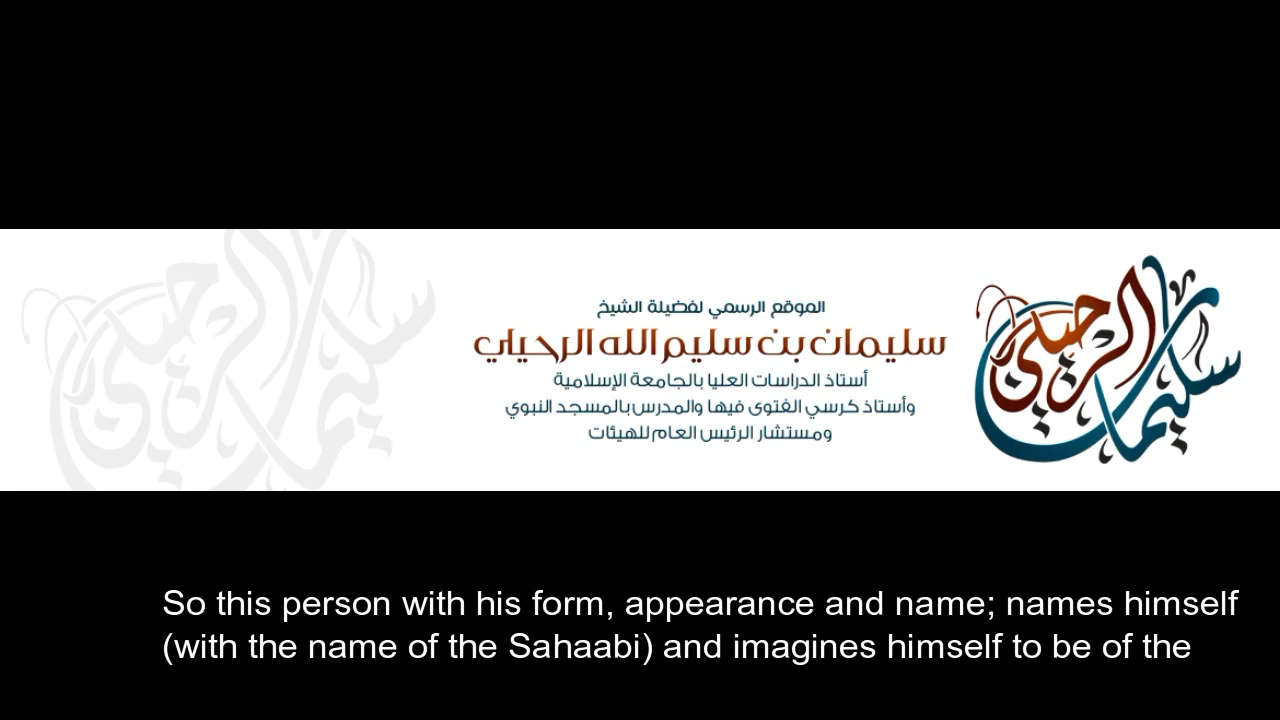 الموقع الرسمي لفضيلة الشيخ
سليمان بن سليم الله الرحيلي
أستاذ الدراسات العليا بالجامعة الإسلامية
وأستاذ كرسي الفتوى فيها والمدرس بالمسجد النبوي
ومستشار الرئيس العام للهيئات
سليمان الرحيلي
So this person with his form, appearance and name; names himself
(with the name of the Sahaabi) and imagines himself to be of the